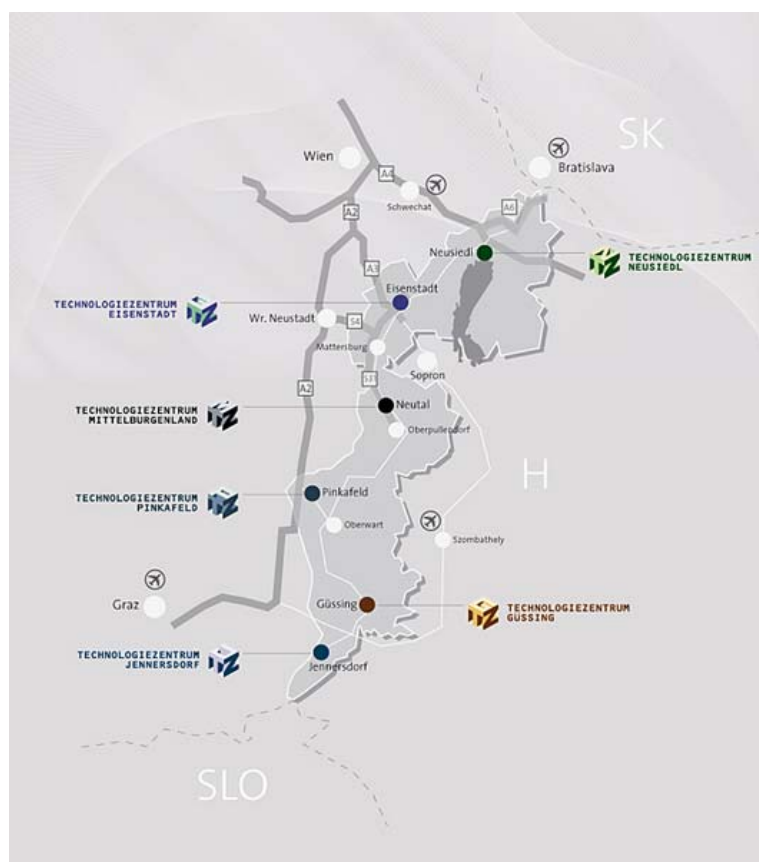 SK
Wien
Bratislava
A4
Schwechat
A2
A6
Neusiedl
TECHNOLOGIEZENTRUM
NEUSIEDL
A3
Eisenstadt
TECHNOLOGIEZENTRUM
EISENSTADT
Wr. Neustadt
S4
Mattersburg
Sopron
S31
A2
TECHNOLOGIEZENTRUM
MITTELBURGENLAND
Neutal
Oberpullendorf
H
TECHNOLOGIEZENTRUM
PINKAFELD
Pinkafeld
Oberwart
Szombathely
Graz
Güssing
TECHNOLOGIEZENTRUM
GÜSSING
TECHNOLOGIEZENTRUM
JENNERSDORF
Jennersdorf
SLO